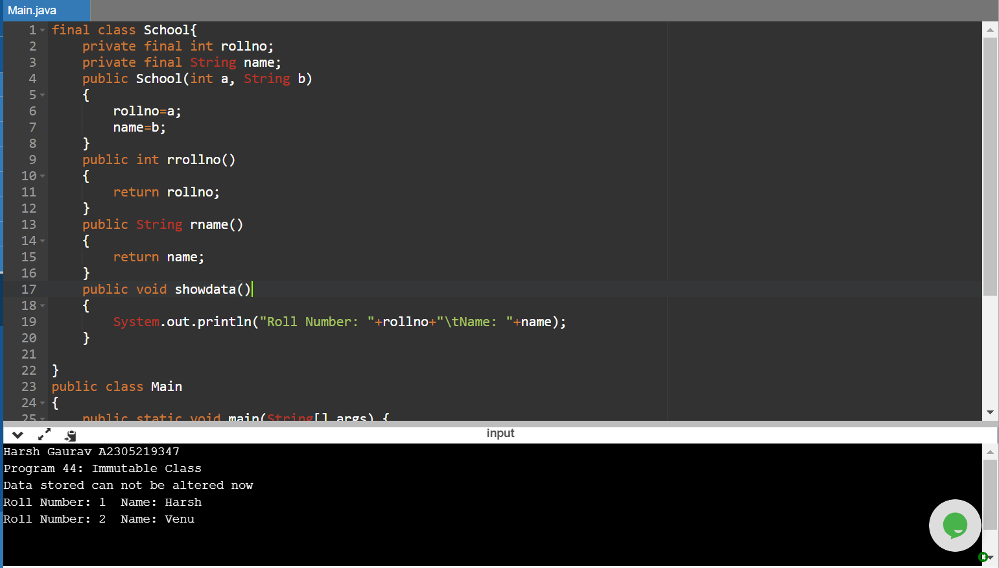 Main.java
1 final class School{
2 private final int rollno;
3 private final String name;
4 public School(int a, String b)
5 {
6 rollno=a;
7 name=b;
8 }
9 public int rrollno()
10 {
11 return rollno;
12 }
13 public String rname()
14 {
15 return name;
16 }
17 public void showdata()
18 {
19 System.out.println("Roll Number: "+rollno+"\tName: "+name);
20 }
21
22 }
23 public class Main
24 {
25 public static void main(String[] args) {
input
Harsh Gaurav A2305219347
Program 44: Immutable Class
Data stored can not be altered now
Roll Number: 1 Name: Harsh
Roll Number: 2 Name: Venu